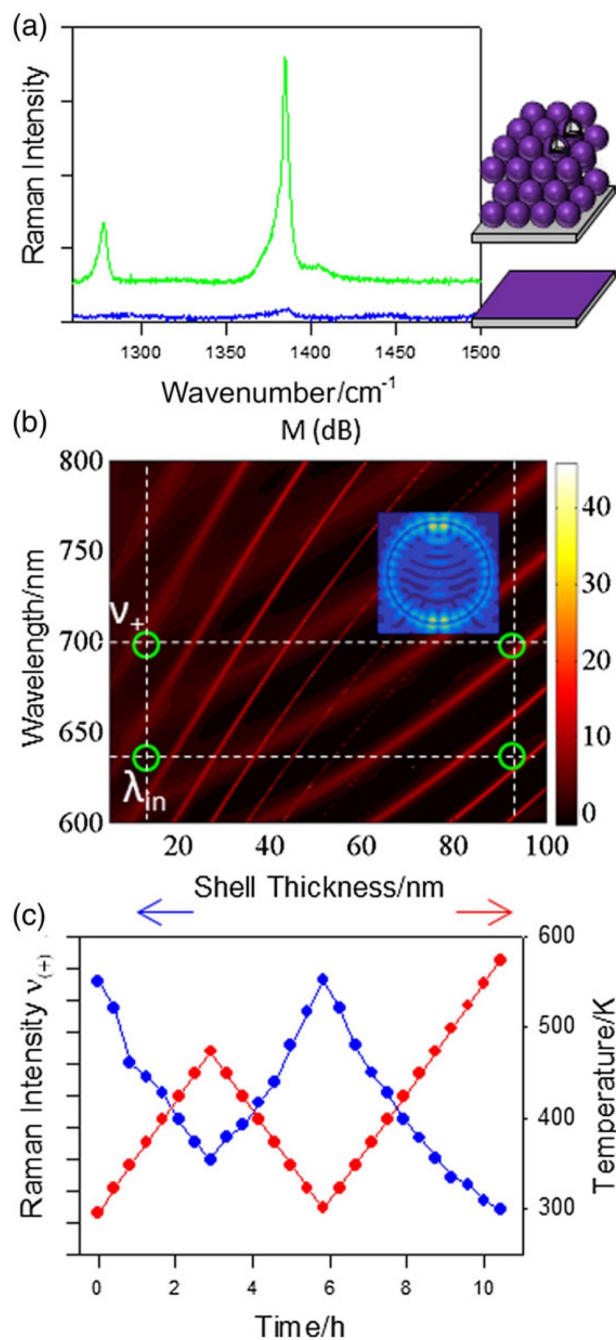 (a)
Raman Intensity
1300
1350
1400
1450
1500
Wavenumber/cm⁻¹
(b)
M (dB)
800
750
700
650
600
Wavelength/nm
ν₊
λin
40
30
20
10
0
20
40
60
80
100
Shell Thickness/nm
(c)
Raman Intensity ν(+)
600
500
400
300
Temperature/K
0
2
4
6
8
10
Time/h